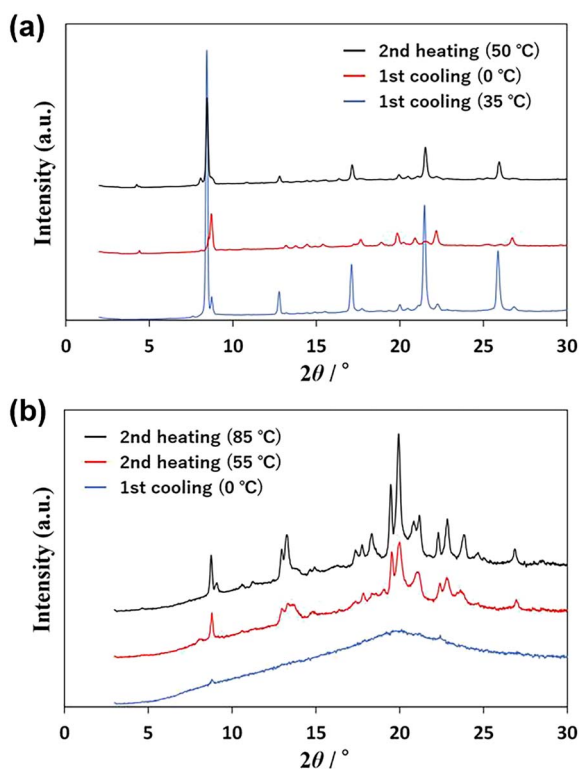 (a)
2nd heating (50 ℃)
1st cooling (0 ℃)
1st cooling (35 ℃)
Intensity (a.u.)
0 5 10 15 20 25 30
2θ / °
(b)
2nd heating (85 ℃)
2nd heating (55 ℃)
1st cooling (0 ℃)
Intensity (a.u.)
0 5 10 15 20 25 30
2θ / °